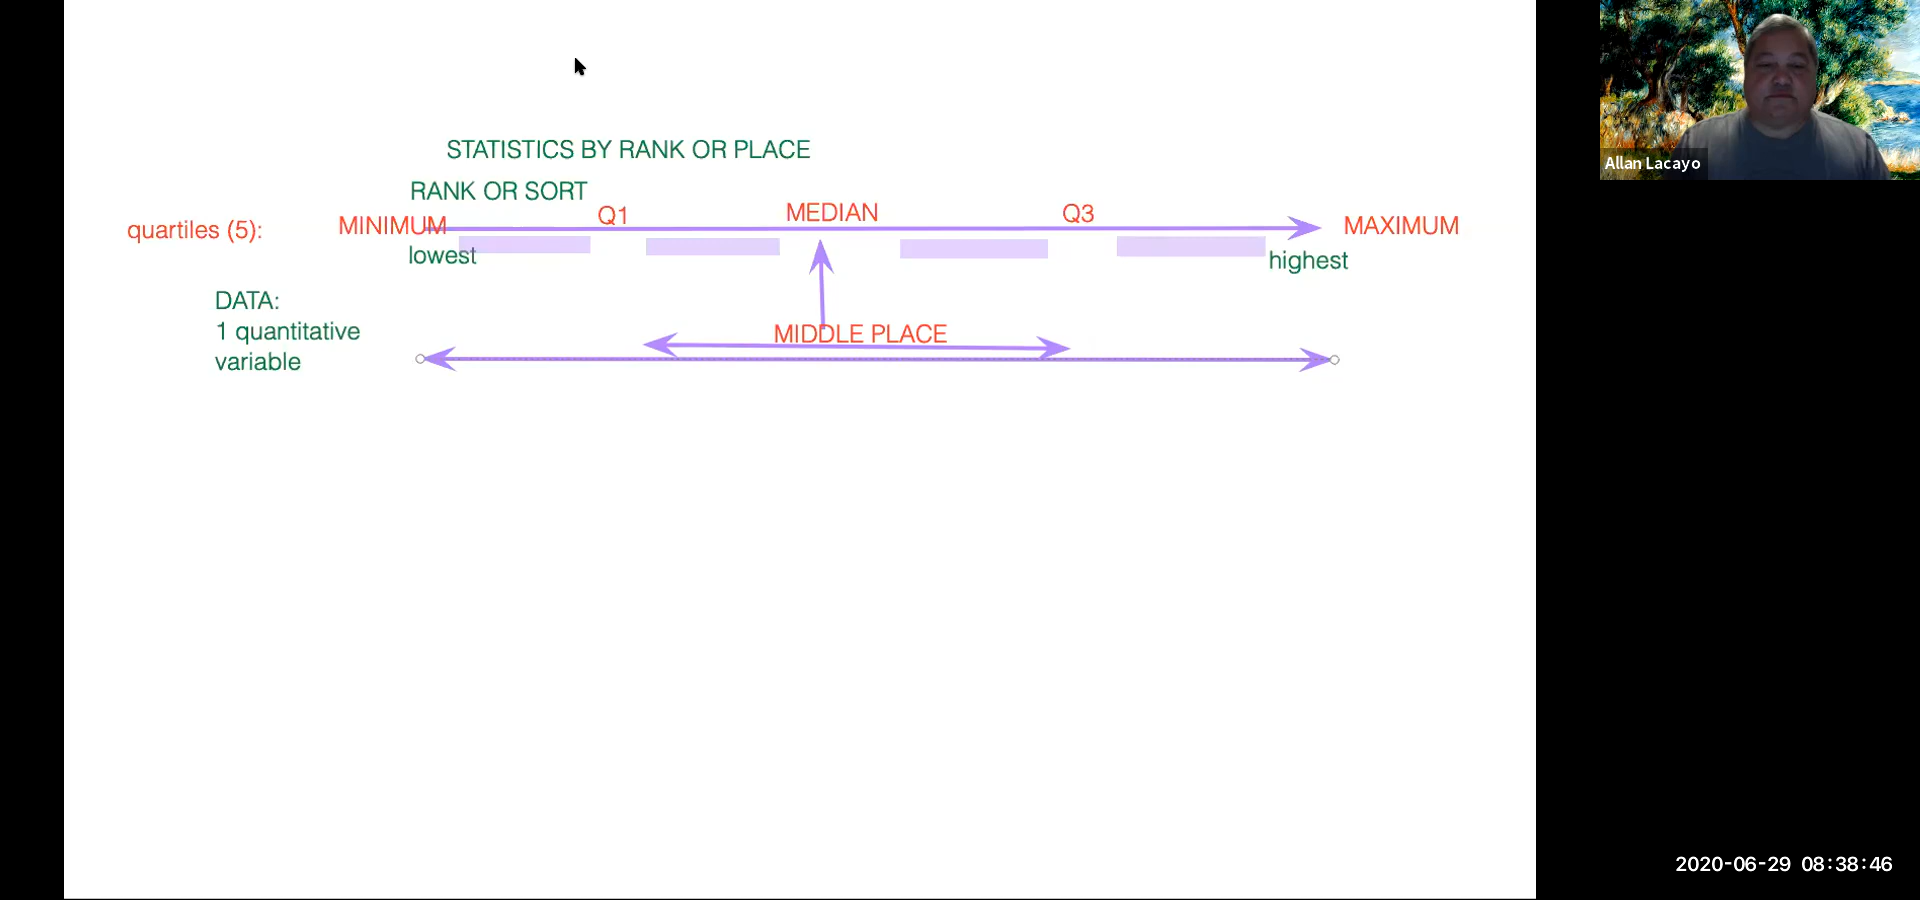 STATISTICS BY RANK OR PLACE
RANK OR SORT
quartiles (5): MINIMUM Q1 MEDIAN Q3 MAXIMUM
lowest highest
DATA:
1 quantitative
variable
MIDDLE PLACE
Allan Lacayo
2020-06-29 08:38:46